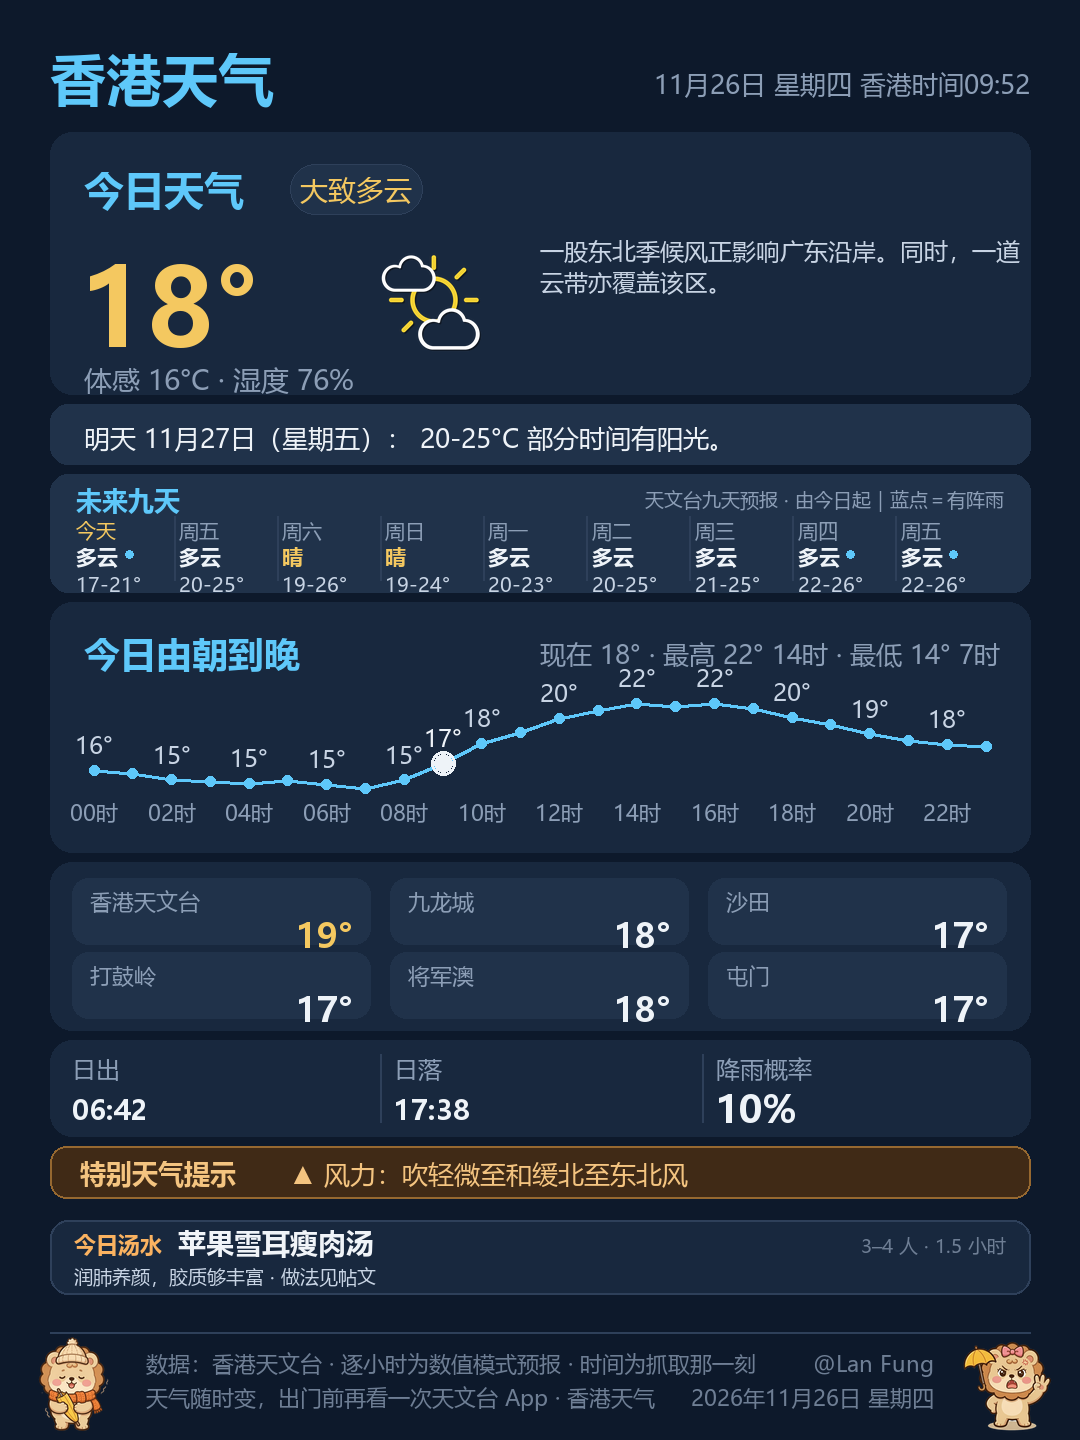 香港天气
11月26日 星期四 香港时间09:52
今日天气
大致多云
18°
一股东北季候风正影响广东沿岸。同时，一道
云带亦覆盖该区。
体感 16°C · 湿度 76%
明天 11月27日（星期五）： 20-25°C 部分时间有阳光。
未来九天
天文台九天预报 · 由今日起 | 蓝点＝有阵雨
今天 周五 周六 周日 周一 周二 周三 周四 周五
多云 多云 晴 晴 多云 多云 多云 多云 多云
17-21° 20-25° 19-26° 19-24° 20-23° 20-25° 21-25° 22-26° 22-26°
今日由朝到晚
现在 18° · 最高 22° 14时 · 最低 14° 7时
16° 15° 15° 15° 15° 17° 18° 20° 22° 22° 20° 19° 18°
00时 02时 04时 06时 08时 10时 12时 14时 16时 18时 20时 22时
香港天文台 九龙城 沙田
19° 18° 17°
打鼓岭 将军澳 屯门
17° 18° 17°
日出 日落 降雨概率
06:42 17:38 10%
特别天气提示 ▲ 风力：吹轻微至和缓北至东北风
今日汤水 苹果雪耳瘦肉汤
3–4 人 · 1.5 小时
润肺养颜，胶质够丰富 · 做法见帖文
数据：香港天文台 · 逐小时为数值模式预报 · 时间为抓取那一刻 @Lan Fung
天气随时变，出门前再看一次天文台 App · 香港天气 2026年11月26日 星期四